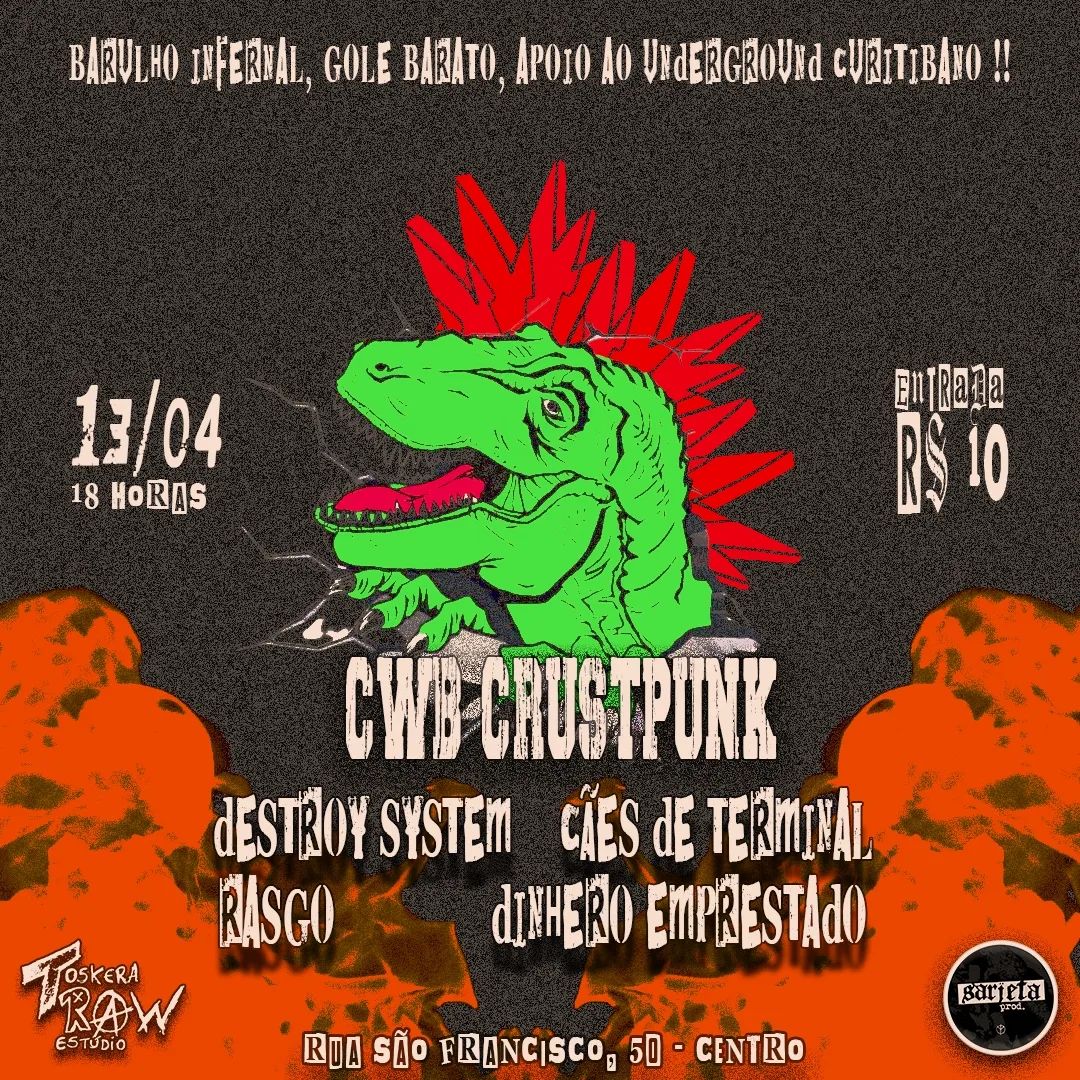 BARULHO INFERNAL, GOLE BARATO, APOIO AO UNdERGROUNd CURITIBANO !!
13/04
18 HORAS
ENTRADA
R$ 10
CWB CRUSTPUNK
dESTROY SYSTEM
CÃES dE TERMINAL
RASGO
dINHERO EMPRESTAdO
TOSKERA
RAW
ESTÚDIO
sarjeta
prod.
RUA SÃO FRANCISCO, 50 - CENTRO